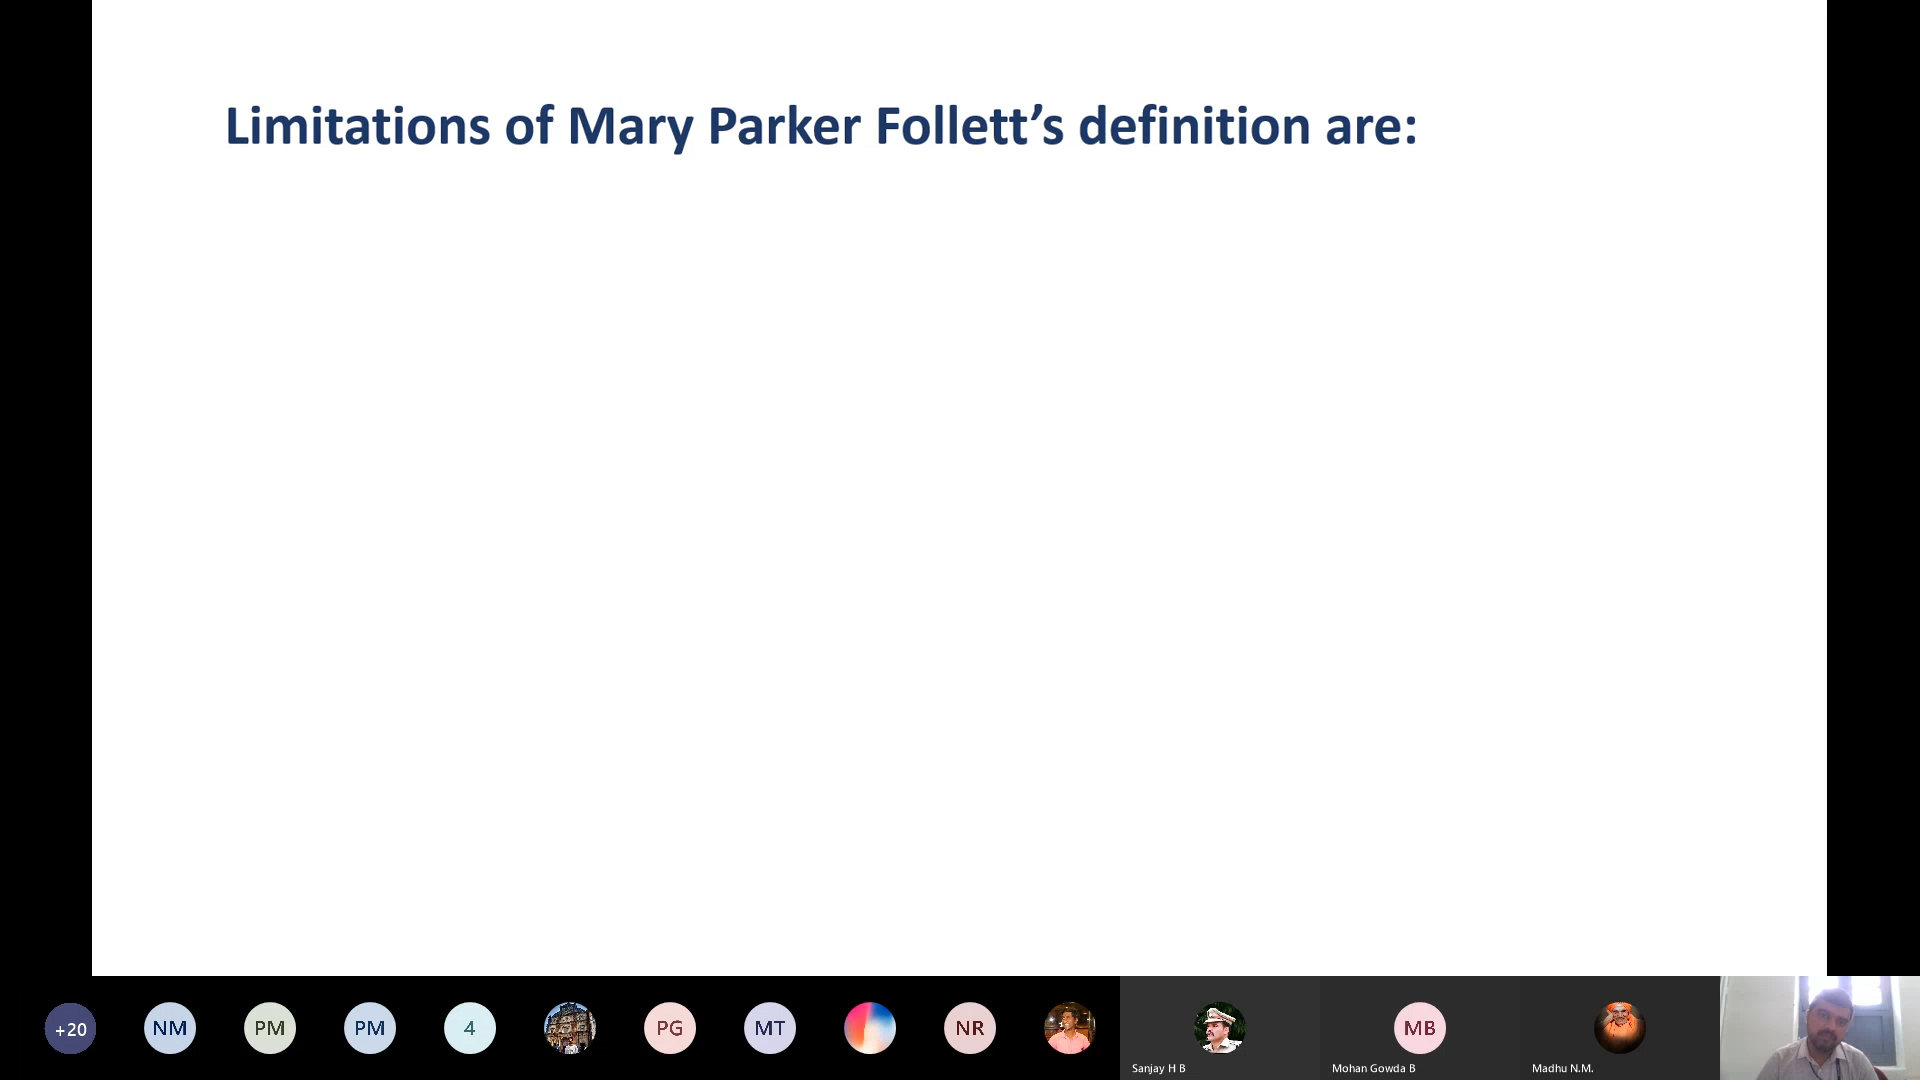 Limitations of Mary Parker Follett’s definition are:
+20
NM
PM
PM
4
PG
MT
NR
MB
Sanjay H B
Mohan Gowda B
Madhu N.M.